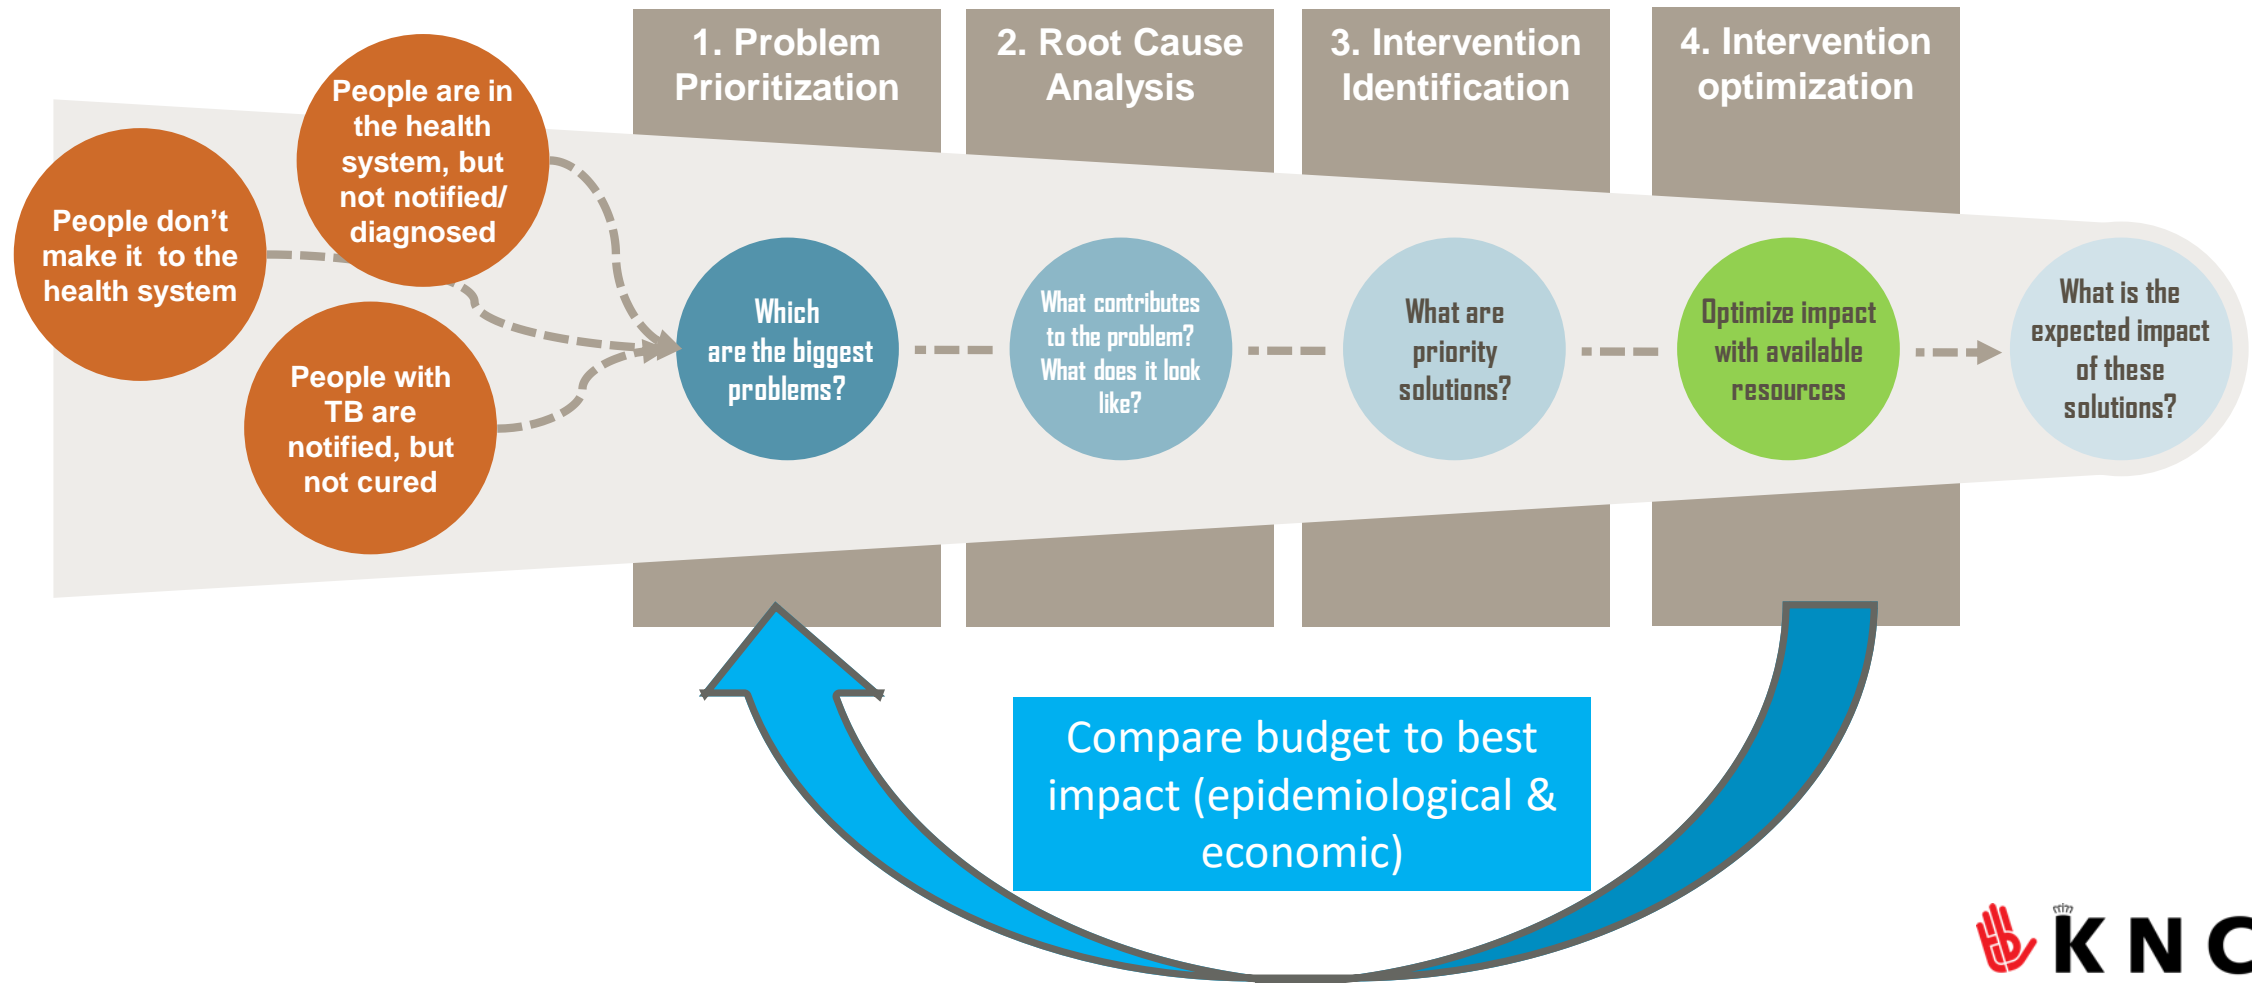 1. Problem
Prioritization
2. Root Cause
Analysis
3. Intervention
Identification
4. Intervention
optimization
People don’t
make it to the
health system
People are in
the health
system, but
not notified/
diagnosed
People with
TB are
notified, but
not cured
Which
are the biggest
problems?
What contributes
to the problem?
What does it look
like?
What are
priority
solutions?
Optimize impact
with available
resources
What is the
expected impact
of these
solutions?
Compare budget to best
impact (epidemiological &
economic)
KNC